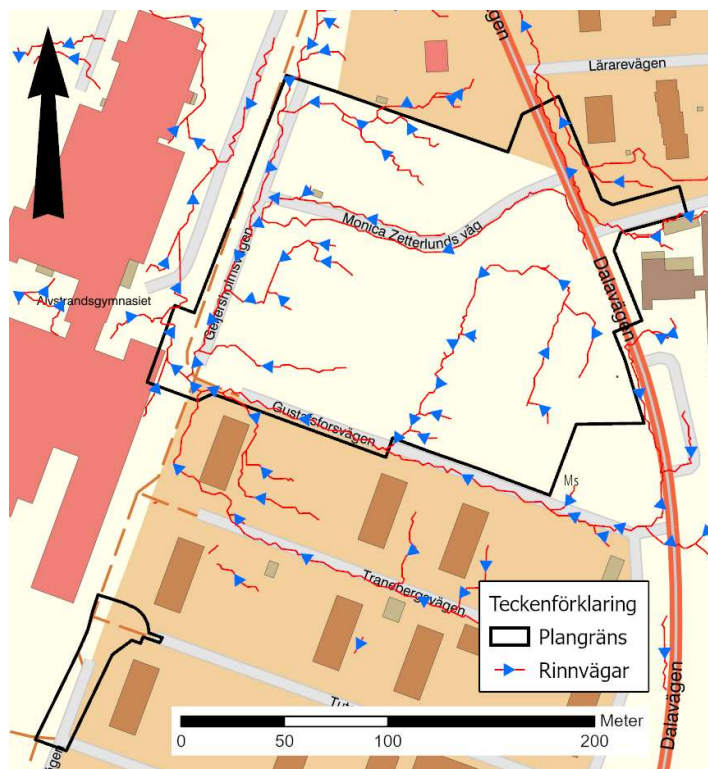 Dalavägen
Lärarevägen
Monica Zetterlunds väg
Geijersholmsvägen
Älvstrandsgymnasiet
Dalavägen
Gustafsforsvägen
Ms
Tranebergsvägen
Teckenförklaring
Plangräns
Rinnvägar
Dalavägen
Meter
0 50 100 200